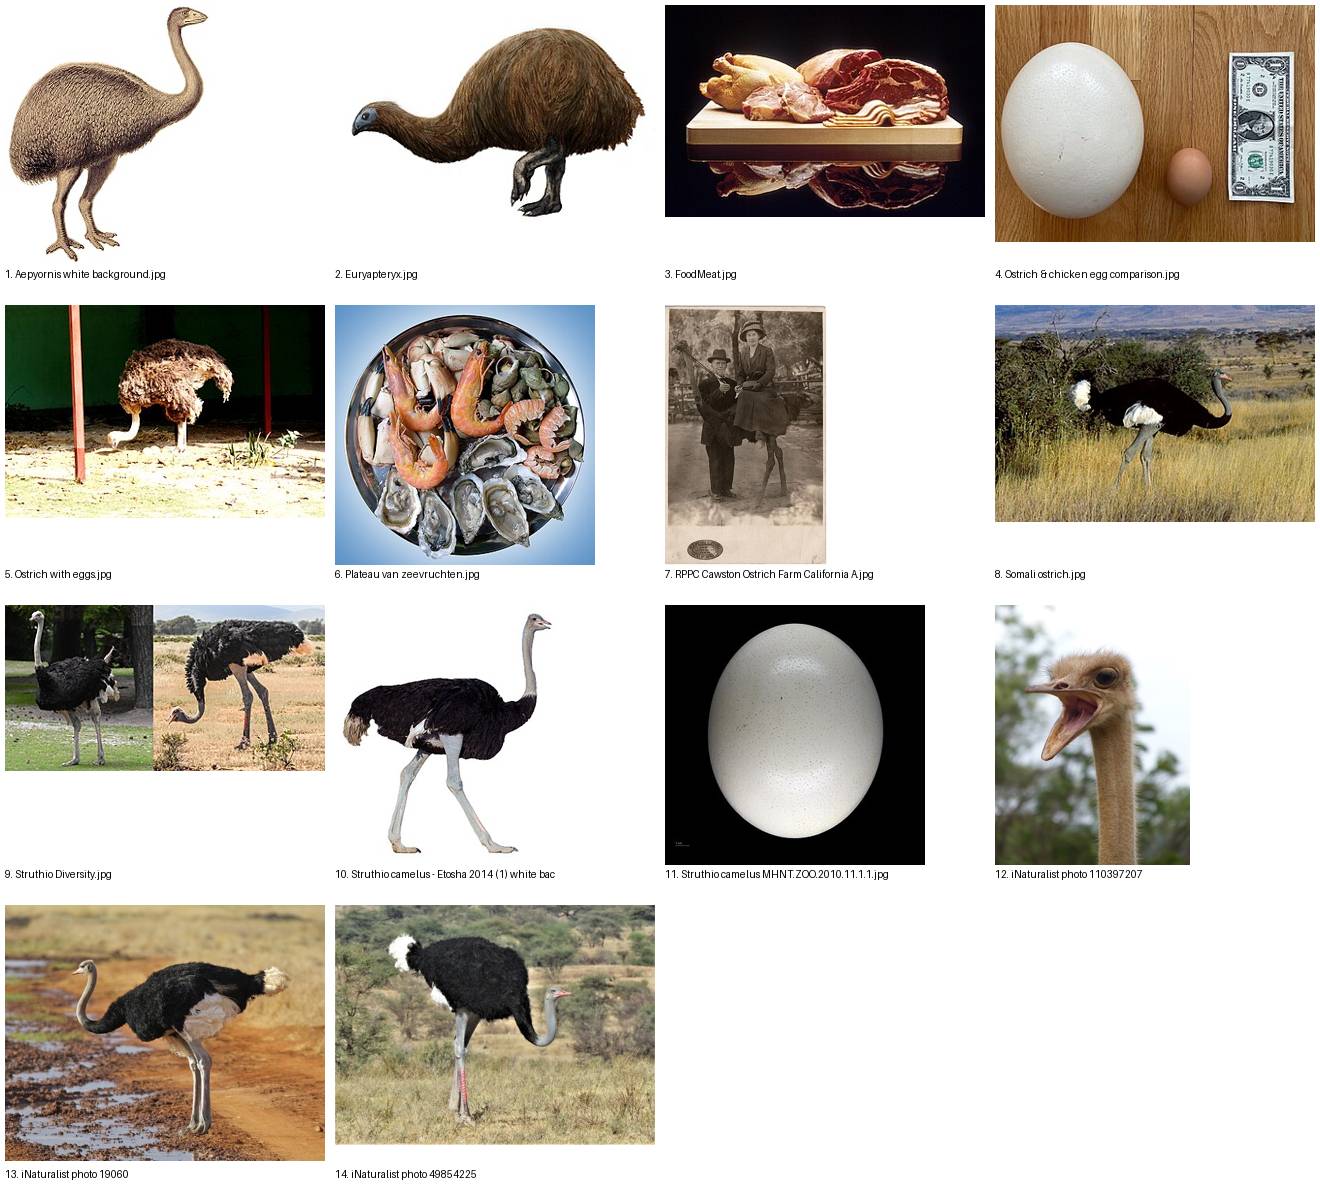 1. Aepyornis white background.jpg
2. Euryapteryx.jpg
3. FoodMeat.jpg
4. Ostrich & chicken egg comparison.jpg
5. Ostrich with eggs.jpg
6. Plateau van zeevruchten.jpg
7. RPPC Cawston Ostrich Farm California A.jpg
8. Somali ostrich.jpg
9. Struthio Diversity.jpg
10. Struthio camelus - Etosha 2014 (1) white bac
11. Struthio camelus MHNT.ZOO.2010.11.1.1.jpg
12. iNaturalist photo 110397207
13. iNaturalist photo 19060
14. iNaturalist photo 49854225